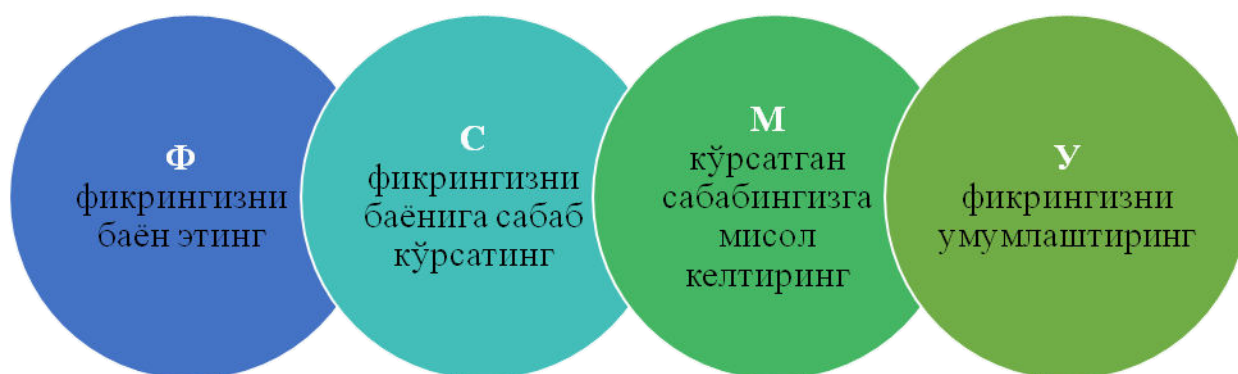 Ф
фикрингизни
баён этинг
С
фикрингизни
баёнига сабаб
кўрсатинг
М
кўрсатган
сабабингизга
мисол
келтиринг
У
фикрингизни
умумлаштиринг